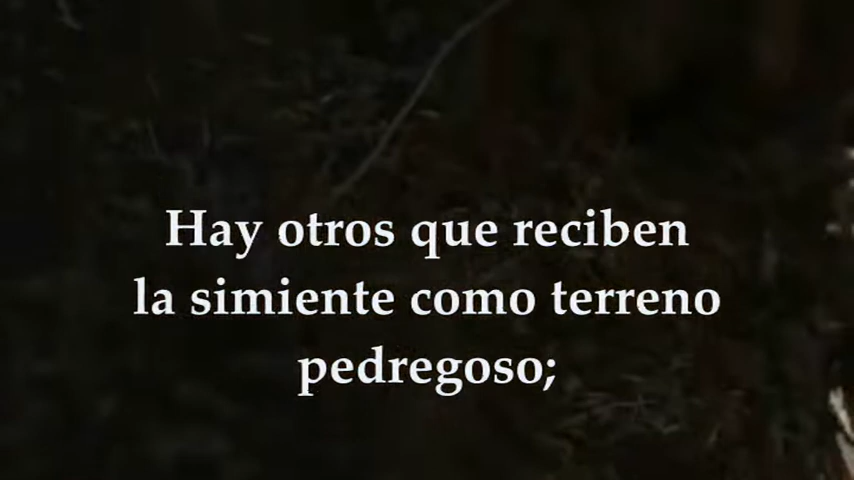 Hay otros que reciben
la simiente como terreno
pedregoso;